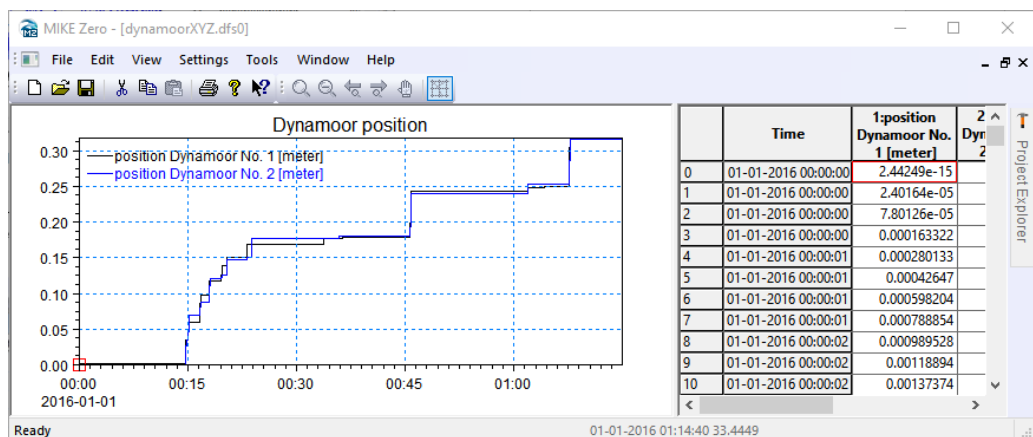 MIKE Zero - [dynamoorXYZ.dfs0]
File Edit View Settings Tools Window Help
Dynamoor position
position Dynamoor No. 1 [meter]
position Dynamoor No. 2 [meter]
0.30
0.25
0.20
0.15
0.10
0.05
0.00
00:00 00:15 00:30 00:45 01:00
2016-01-01
Time 1:position Dynamoor No. 1 [meter] 2 Dyn 2
0 01-01-2016 00:00:00 2.44249e-15
1 01-01-2016 00:00:00 2.40164e-05
2 01-01-2016 00:00:00 7.80126e-05
3 01-01-2016 00:00:00 0.000163322
4 01-01-2016 00:00:01 0.000280133
5 01-01-2016 00:00:01 0.00042647
6 01-01-2016 00:00:01 0.000598204
7 01-01-2016 00:00:01 0.000788854
8 01-01-2016 00:00:02 0.000989528
9 01-01-2016 00:00:02 0.00118894
10 01-01-2016 00:00:02 0.00137374
Project Explorer
Ready 01-01-2016 01:14:40 33.4449